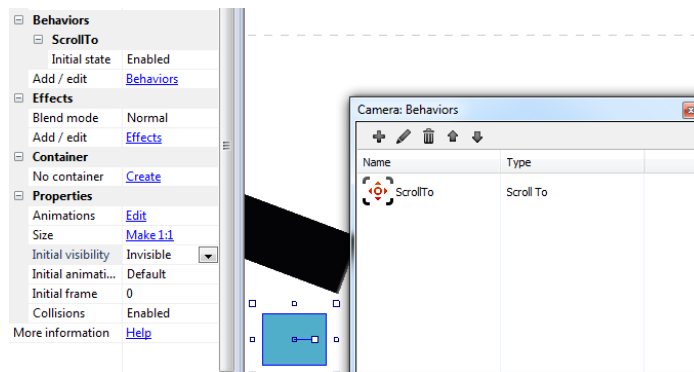 Behaviors
ScrollTo
Initial state Enabled
Add / edit Behaviors
Effects
Blend mode Normal
Add / edit Effects
Container
No container Create
Properties
Animations Edit
Size Make 1:1
Initial visibility Invisible
Initial animati... Default
Initial frame 0
Collisions Enabled
More information Help
Camera: Behaviors
Name Type
ScrollTo Scroll To